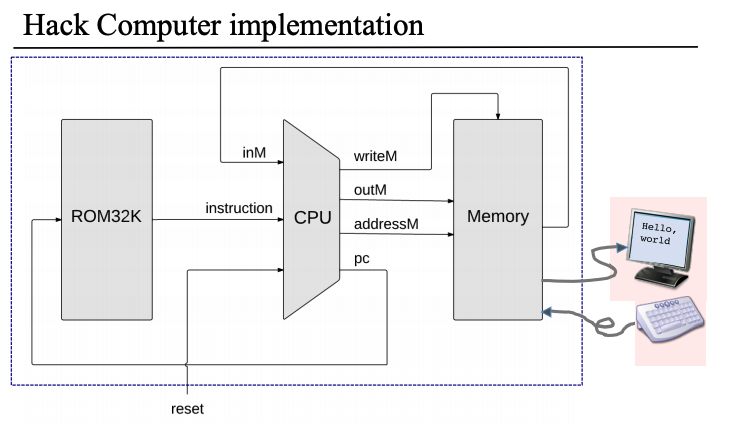 Hack Computer implementation
inM
writeM
outM
ROM32K
instruction
CPU
addressM
Memory
pc
Hello,
world
reset